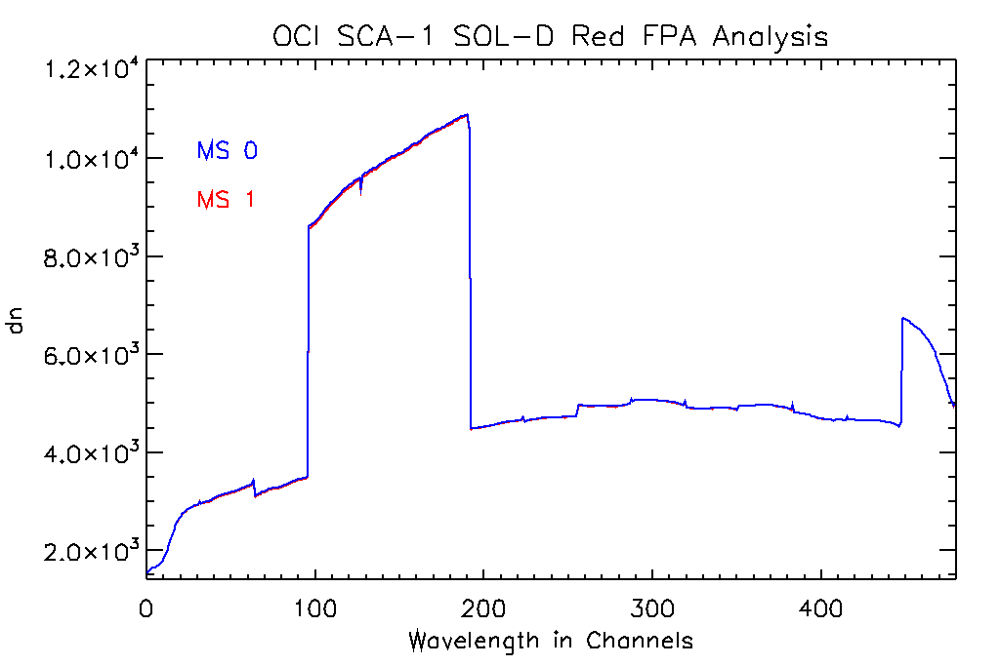 OCI SCA-1 SOL-D Red FPA Analysis
1.2×10⁴
1.0×10⁴
8.0×10³
6.0×10³
4.0×10³
2.0×10³
dn
MS 0
MS 1
0 100 200 300 400
Wavelength in Channels